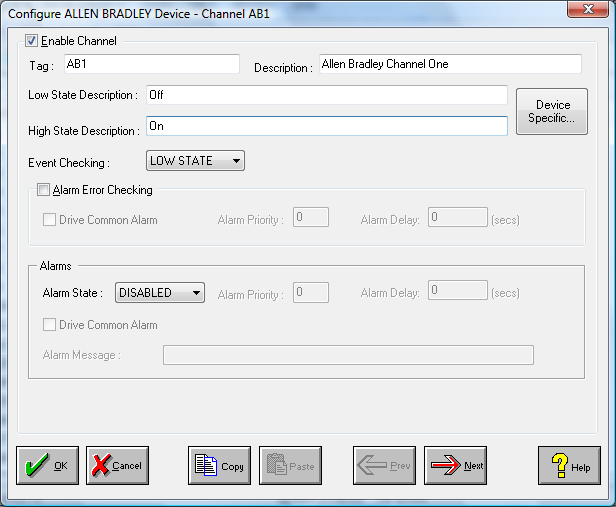 Configure ALLEN BRADLEY Device - Channel AB1
Enable Channel
Tag : AB1 Description : Allen Bradley Channel One
Low State Description : Off
High State Description : On
Device
Specific...
Event Checking : LOW STATE
Alarm Error Checking
Drive Common Alarm Alarm Priority : 0 Alarm Delay: 0 (secs)
Alarms
Alarm State : DISABLED Alarm Priority : 0 Alarm Delay: 0 (secs)
Drive Common Alarm
Alarm Message :
OK Cancel Copy Paste Prev Next Help